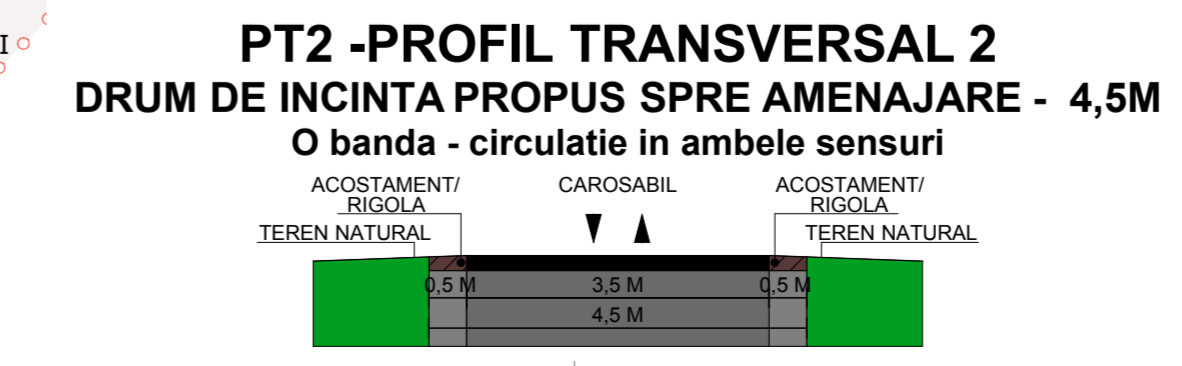 I
PT2 -PROFIL TRANSVERSAL 2
DRUM DE INCINTA PROPUS SPRE AMENAJARE - 4,5M
O banda - circulatie in ambele sensuri
ACOSTAMENT/ CAROSABIL ACOSTAMENT/
RIGOLA RIGOLA
TEREN NATURAL TEREN NATURAL
0,5 M 3,5 M 0,5 M
4,5 M